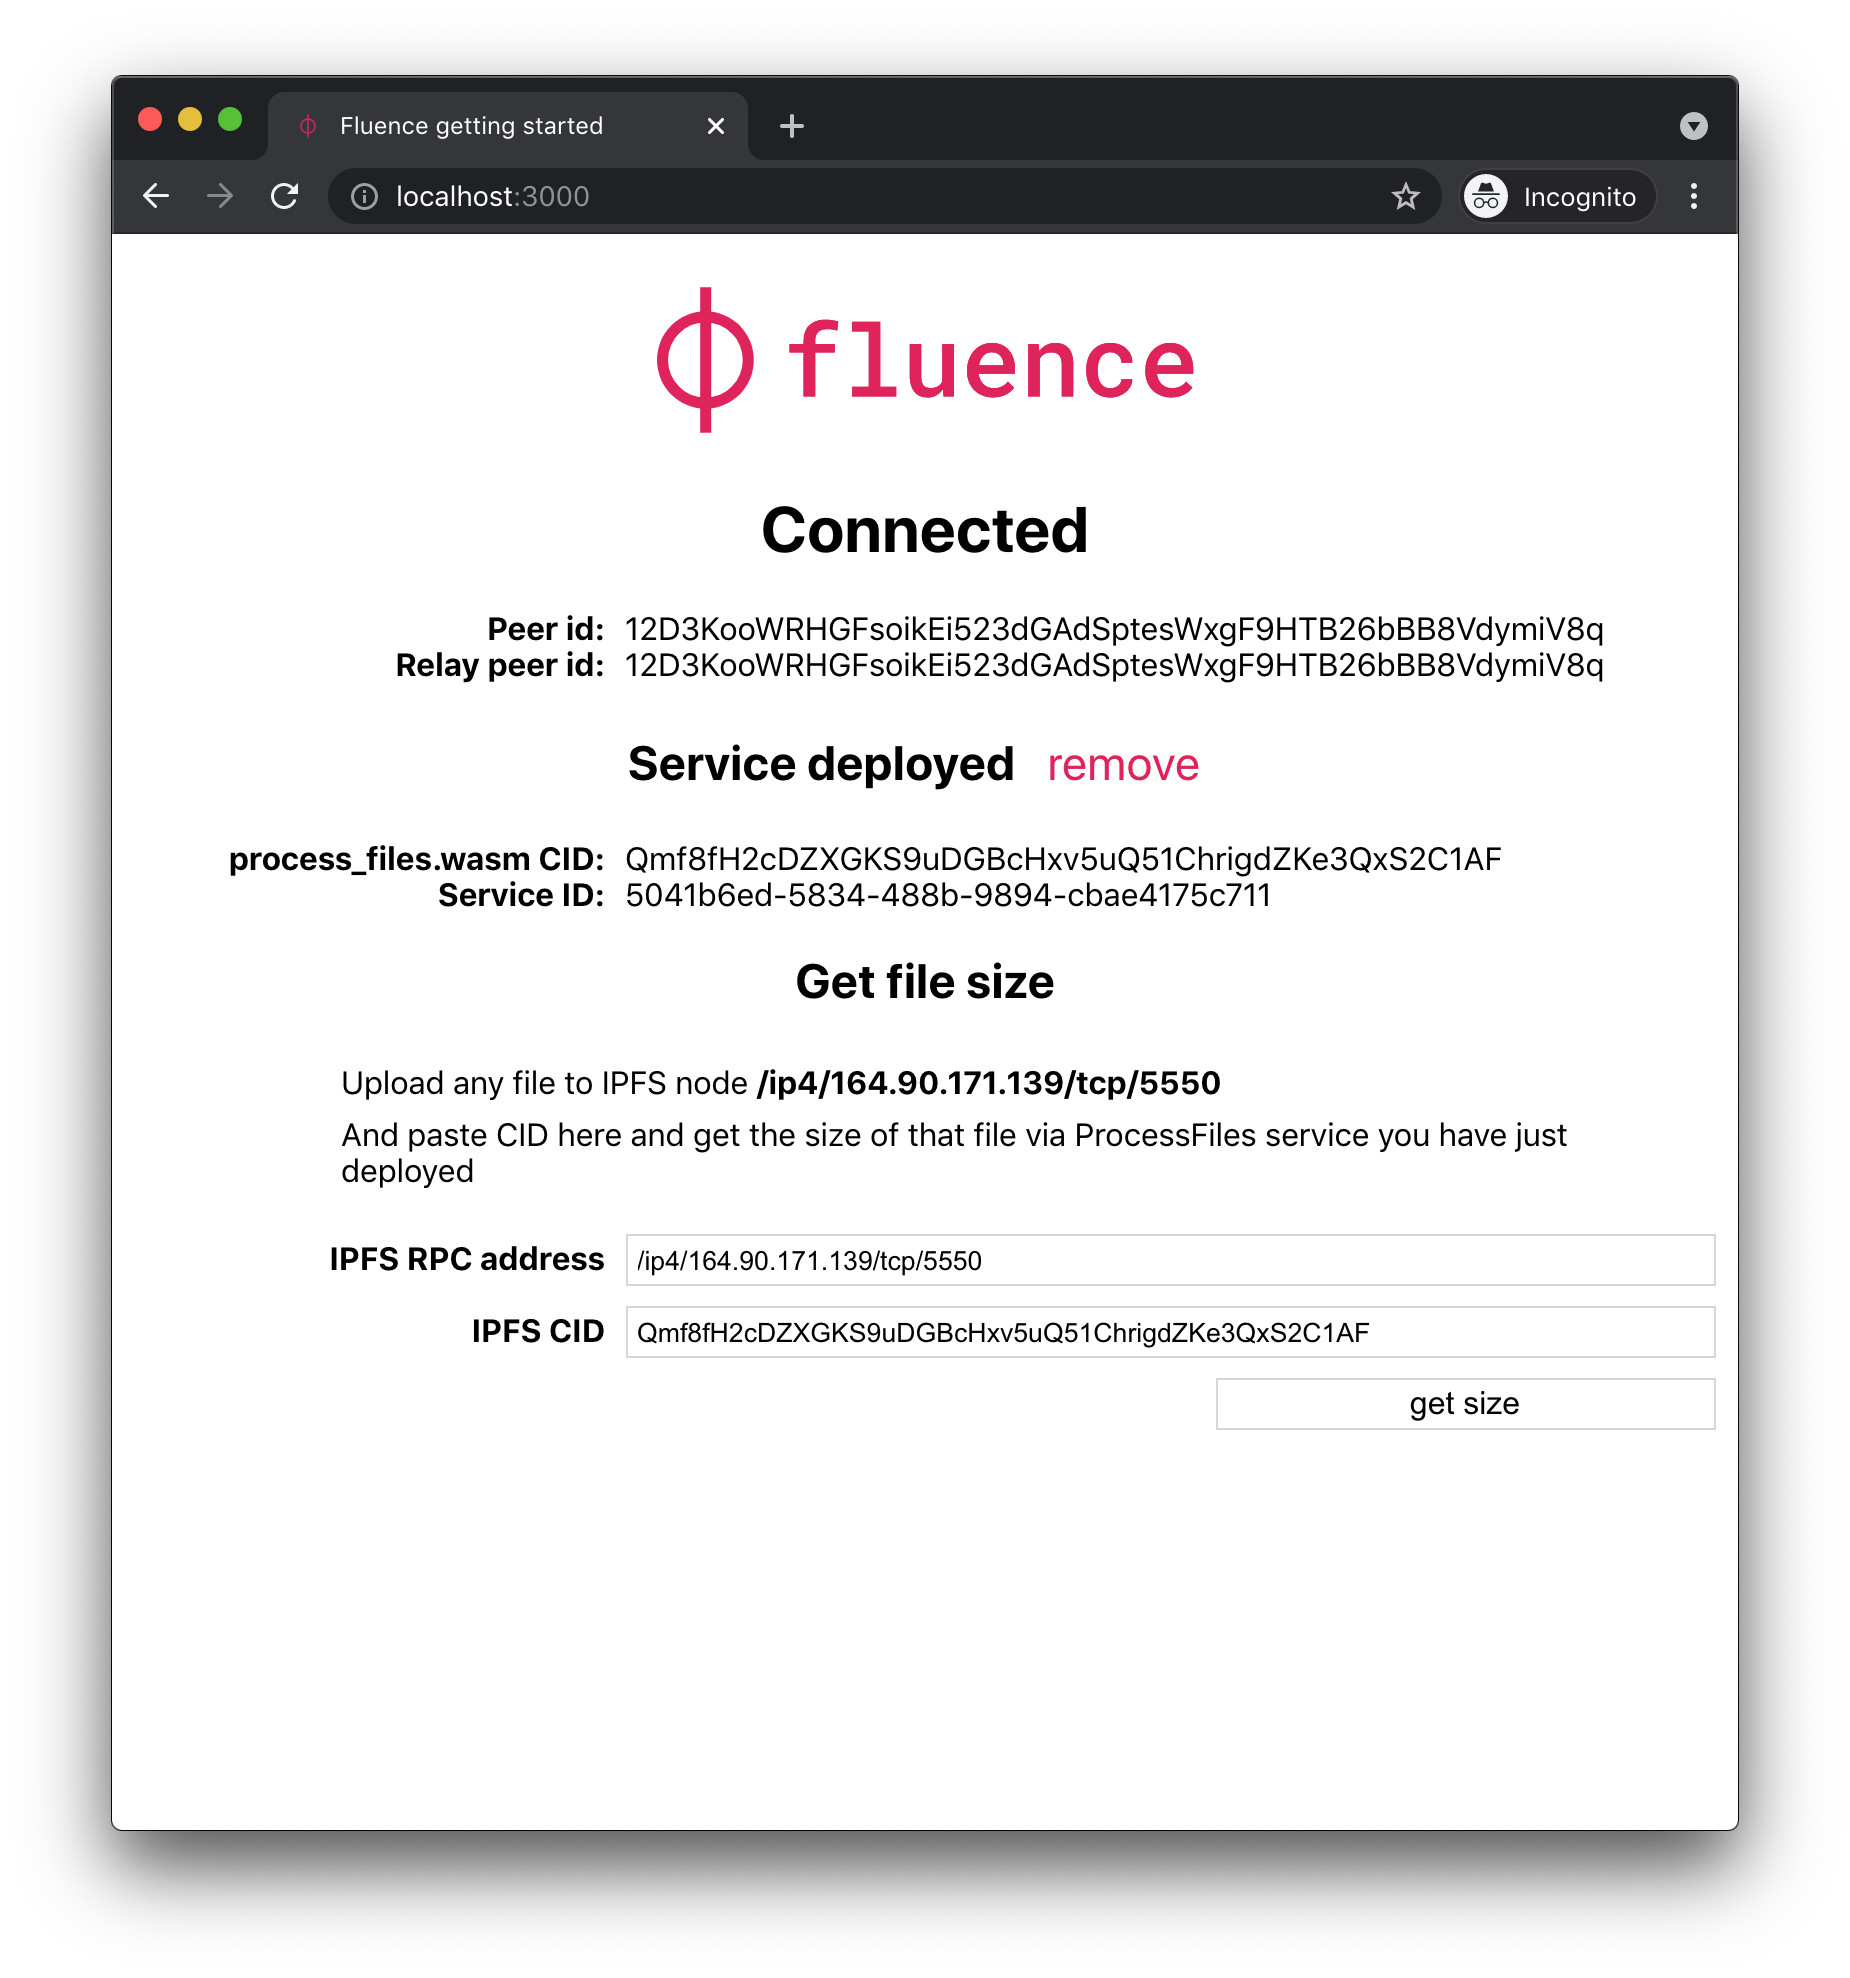 Fluence getting started
localhost:3000
Incognito
fluence
Connected
Peer id: 12D3KooWRHGFsoikEi523dGAdSptesWxgF9HTB26bBB8VdymiV8q
Relay peer id: 12D3KooWRHGFsoikEi523dGAdSptesWxgF9HTB26bBB8VdymiV8q
Service deployed remove
process_files.wasm CID: Qmf8fH2cDZXGKS9uDGBcHxv5uQ51ChrigdZKe3QxS2C1AF
Service ID: 5041b6ed-5834-488b-9894-cbae4175c711
Get file size
Upload any file to IPFS node /ip4/164.90.171.139/tcp/5550
And paste CID here and get the size of that file via ProcessFiles service you have just
deployed
IPFS RPC address /ip4/164.90.171.139/tcp/5550
IPFS CID Qmf8fH2cDZXGKS9uDGBcHxv5uQ51ChrigdZKe3QxS2C1AF
get size